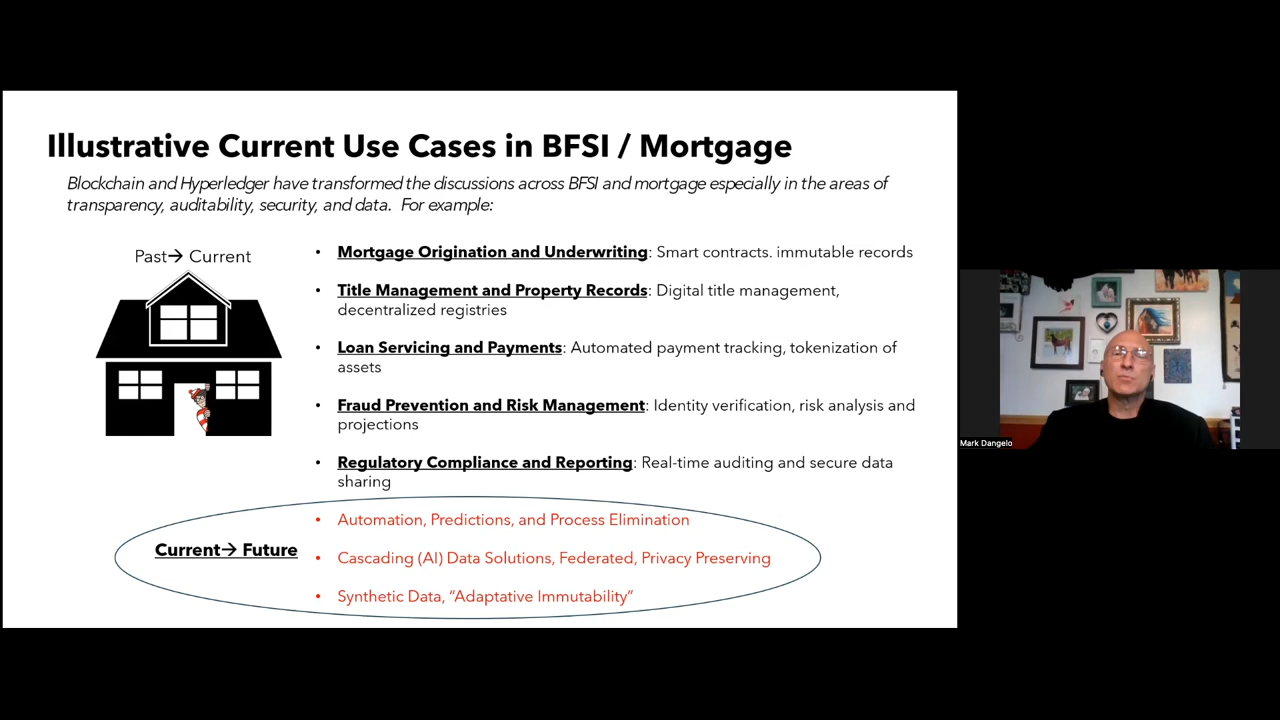 Illustrative Current Use Cases in BFSI / Mortgage
Blockchain and Hyperledger have transformed the discussions across BFSI and mortgage especially in the areas of
transparency, auditability, security, and data. For example:
Past→ Current
• Mortgage Origination and Underwriting: Smart contracts. immutable records
• Title Management and Property Records: Digital title management,
decentralized registries
• Loan Servicing and Payments: Automated payment tracking, tokenization of
assets
• Fraud Prevention and Risk Management: Identity verification, risk analysis and
projections
• Regulatory Compliance and Reporting: Real-time auditing and secure data
sharing
Current→ Future
• Automation, Predictions, and Process Elimination
• Cascading (AI) Data Solutions, Federated, Privacy Preserving
• Synthetic Data, “Adaptative Immutability”
Mark Dangelo